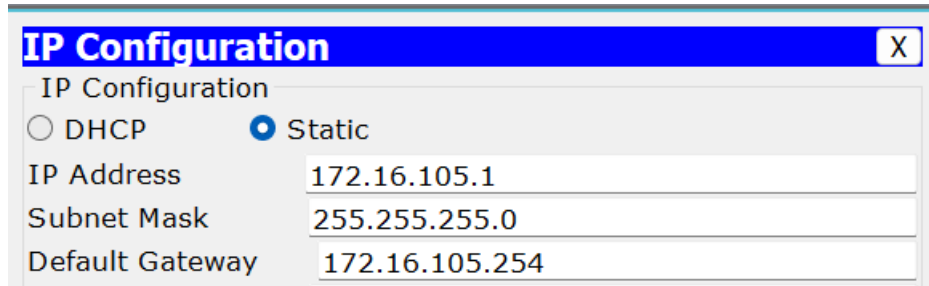 IP Configuration X
IP Configuration
DHCP Static
IP Address 172.16.105.1
Subnet Mask 255.255.255.0
Default Gateway 172.16.105.254